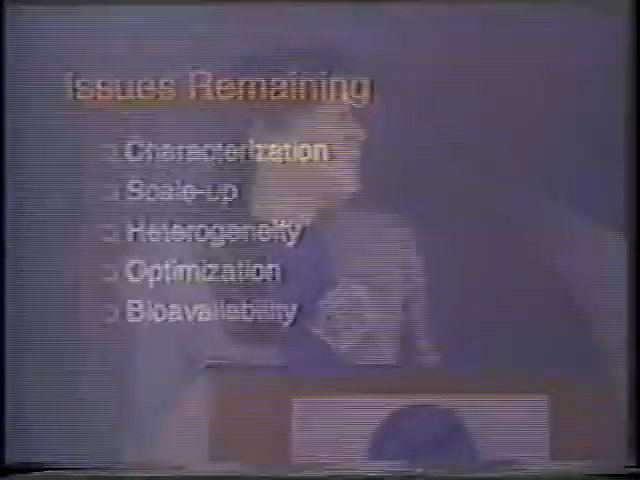 Issues Remaining
Characterization
Scale-up
Heterogeneity
Optimization
Bioavailability